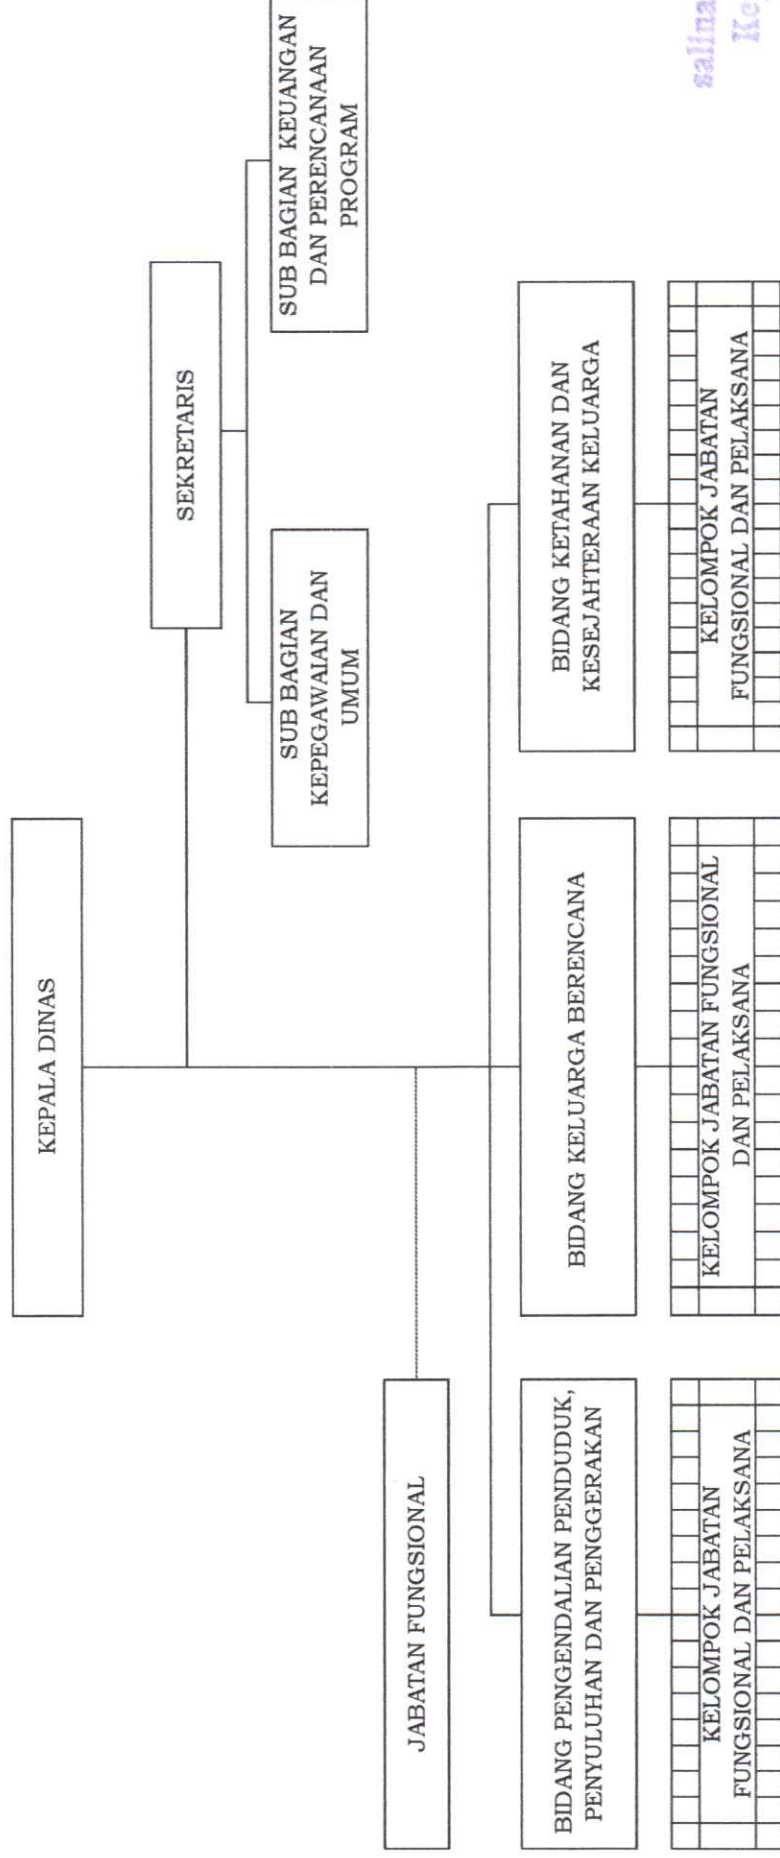 KEPALA DINAS
SEKRETARIS
SUB BAGIAN
KEPEGAWAIAN DAN
UMUM
SUB BAGIAN KEUANGAN
DAN PERENCANAAN
PROGRAM
JABATAN FUNGSIONAL
BIDANG PENGENDALIAN PENDUDUK,
PENYULUHAN DAN PENGGERAKAN
BIDANG KELUARGA BERENCANA
BIDANG KETAHANAN DAN
KESEJAHTERAAN KELUARGA
KELOMPOK JABATAN
FUNGSIONAL DAN PELAKSANA
KELOMPOK JABATAN FUNGSIONAL
DAN PELAKSANA
KELOMPOK JABATAN
FUNGSIONAL DAN PELAKSANA